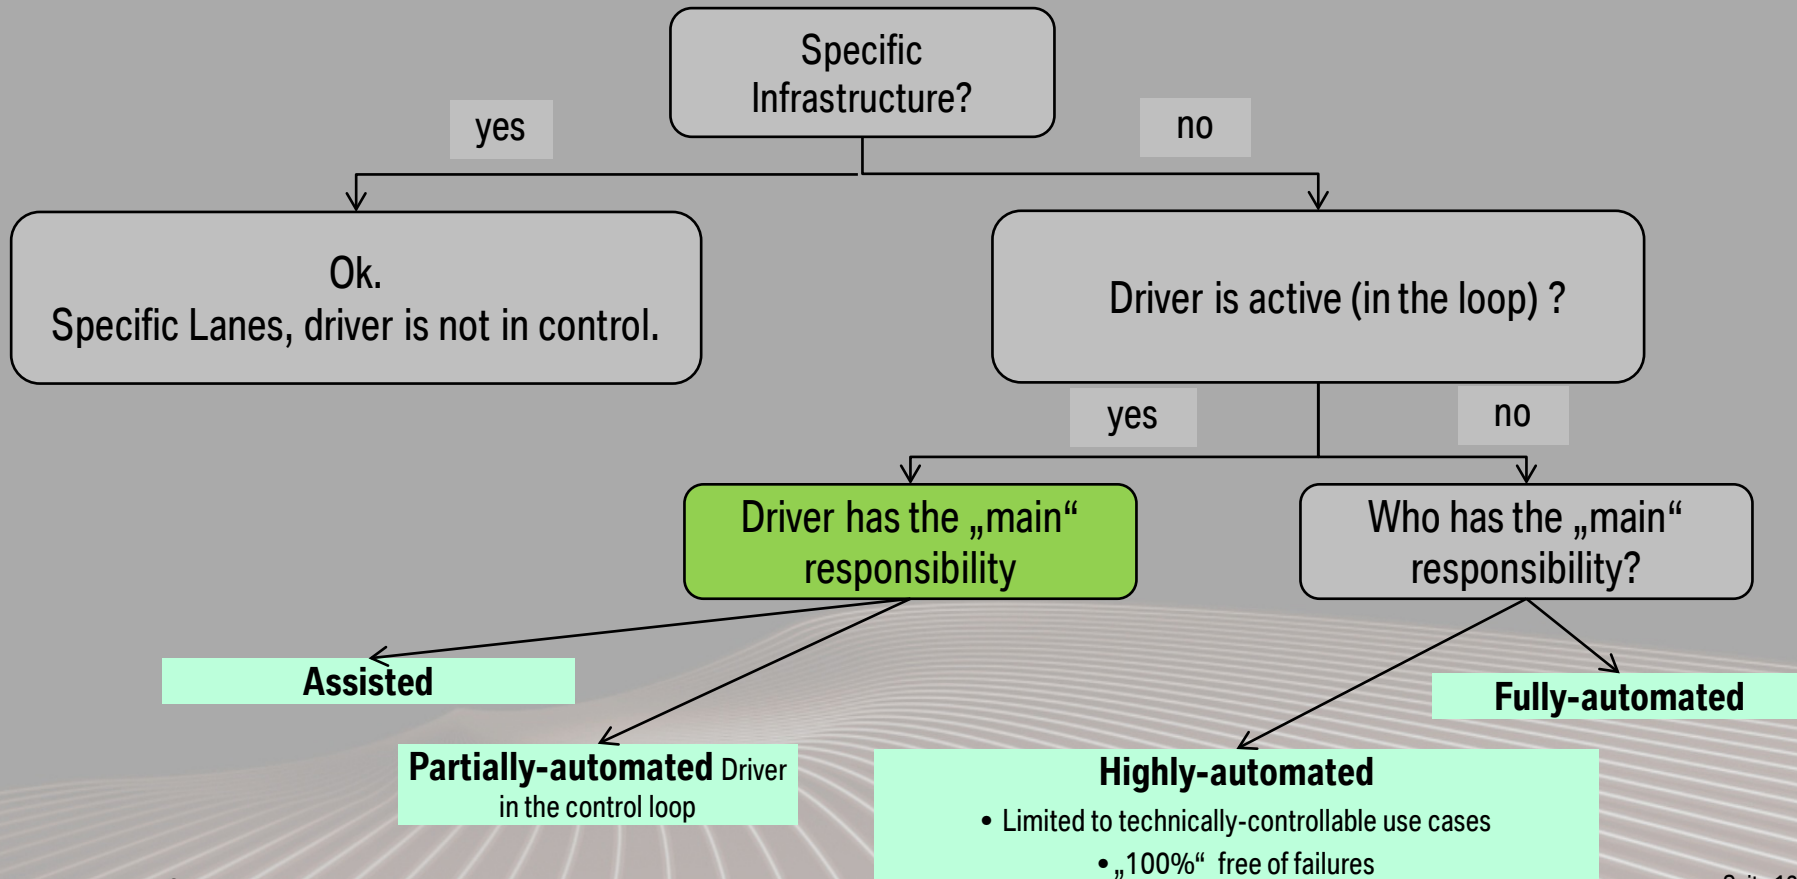 Specific
Infrastructure?
yes
no
Ok.
Specific Lanes, driver is not in control.
Driver is active (in the loop) ?
yes
no
Driver has the „main“
responsibility
Who has the „main“
responsibility?
Assisted
Fully-automated
Partially-automated Driver
in the control loop
Highly-automated
• Limited to technically-controllable use cases
• „100%“ free of failures